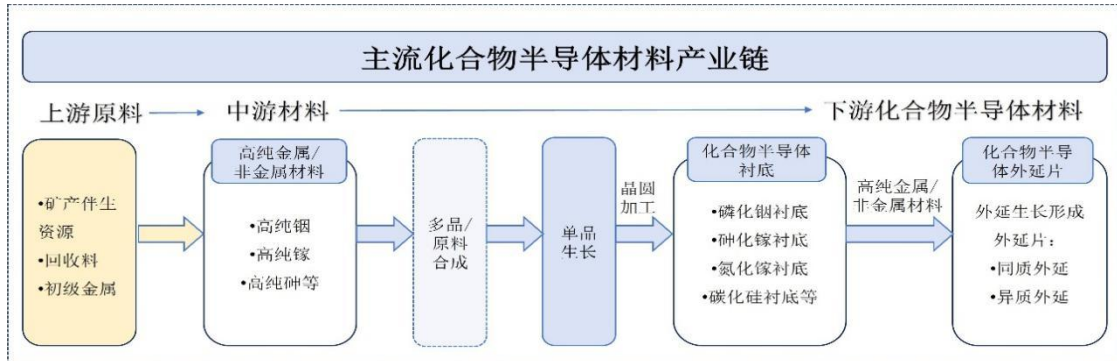 主流化合物半导体材料产业链
上游原料
中游材料
下游化合物半导体材料
•矿产伴生
资源
•回收料
•初级金属
高纯金属/
非金属材料
•高纯铟
•高纯镓
•高纯砷等
多品/
原料
合成
单品
生长
晶圆
加工
化合物半导体
衬底
•磷化铟衬底
•砷化镓衬底
•氮化镓衬底
•碳化硅衬底等
高纯金属/
非金属材料
化合物半导
体外延片
外延生长形成
外延片：
•同质外延
•异质外延